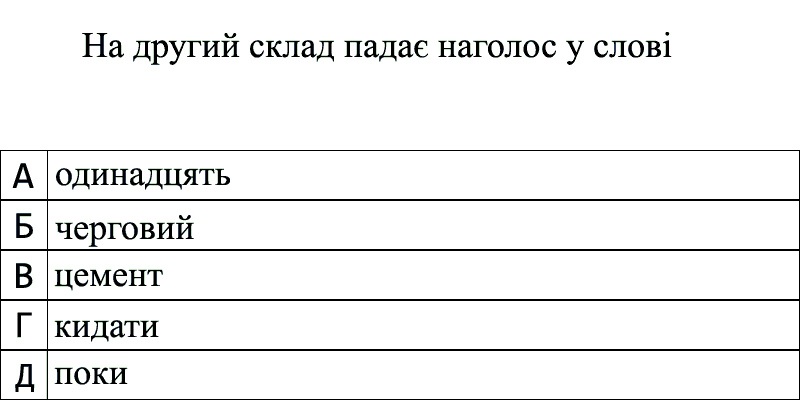 На другий склад падає наголос у слові
А одинадцять
Б черговий
В цемент
Г кидати
Д поки